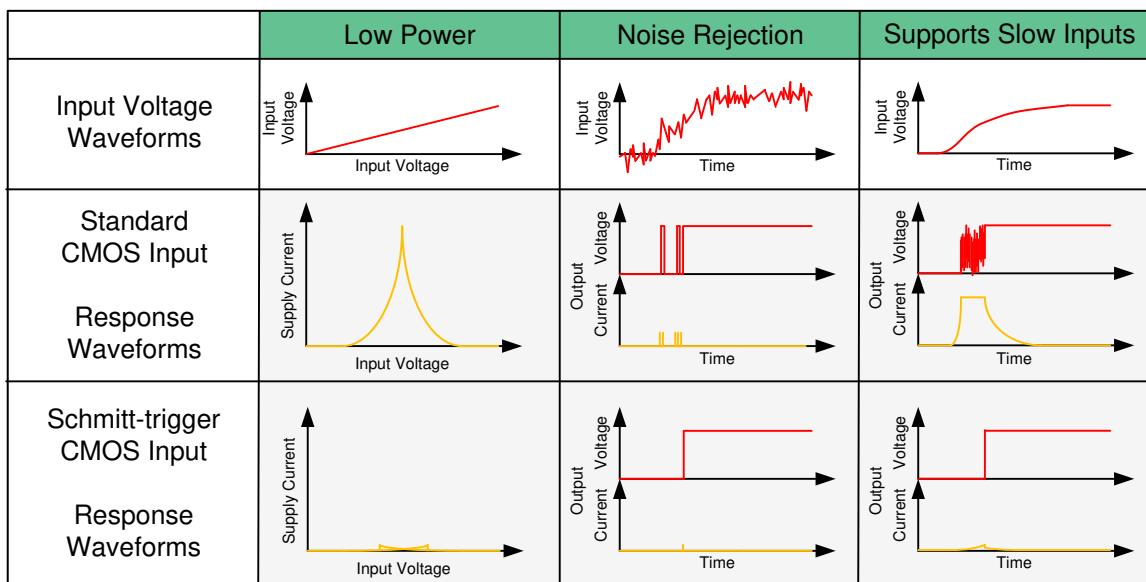 Low Power
Noise Rejection
Supports Slow Inputs
Input Voltage
Waveforms
Input
Voltage
Input Voltage
Input
Voltage
Time
Input
Voltage
Time
Standard
CMOS Input
Response
Waveforms
Supply Current
Input Voltage
Output
Voltage
Current
Time
Output
Voltage
Current
Time
Schmitt-trigger
CMOS Input
Response
Waveforms
Supply Current
Input Voltage
Output
Voltage
Current
Time
Output
Voltage
Current
Time